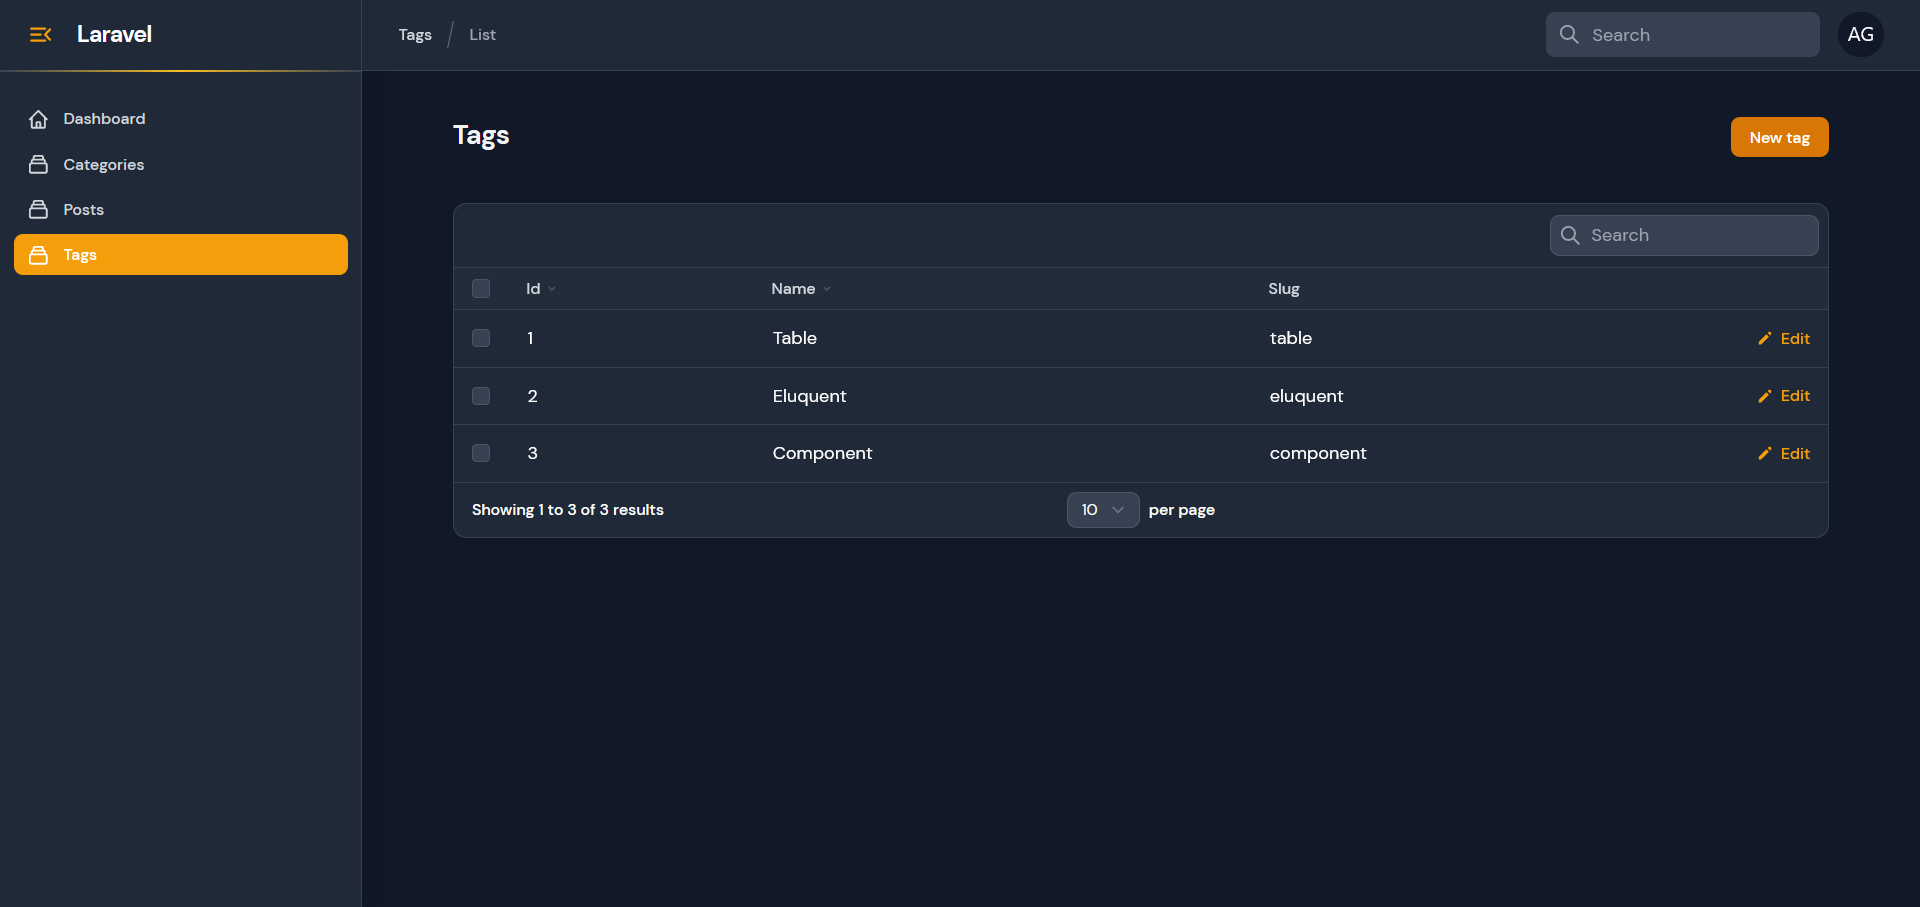 Laravel
Tags / List
Search
AG
Dashboard
Categories
Posts
Tags
Tags
New tag
Search
Id Name Slug
1 Table table Edit
2 Eluquent eluquent Edit
3 Component component Edit
Showing 1 to 3 of 3 results 10 per page